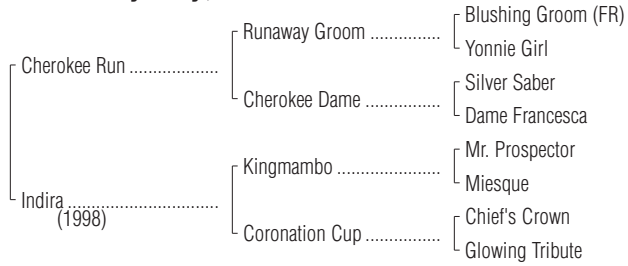 Blushing Groom (FR)
Runaway Groom ................
Yonnie Girl
Cherokee Run ...................
Silver Saber
Cherokee Dame .................
Dame Francesca
Mr. Prospector
Kingmambo .......................
Miesque
Indira ................................
(1998)
Chief's Crown
Coronation Cup .................
Glowing Tribute